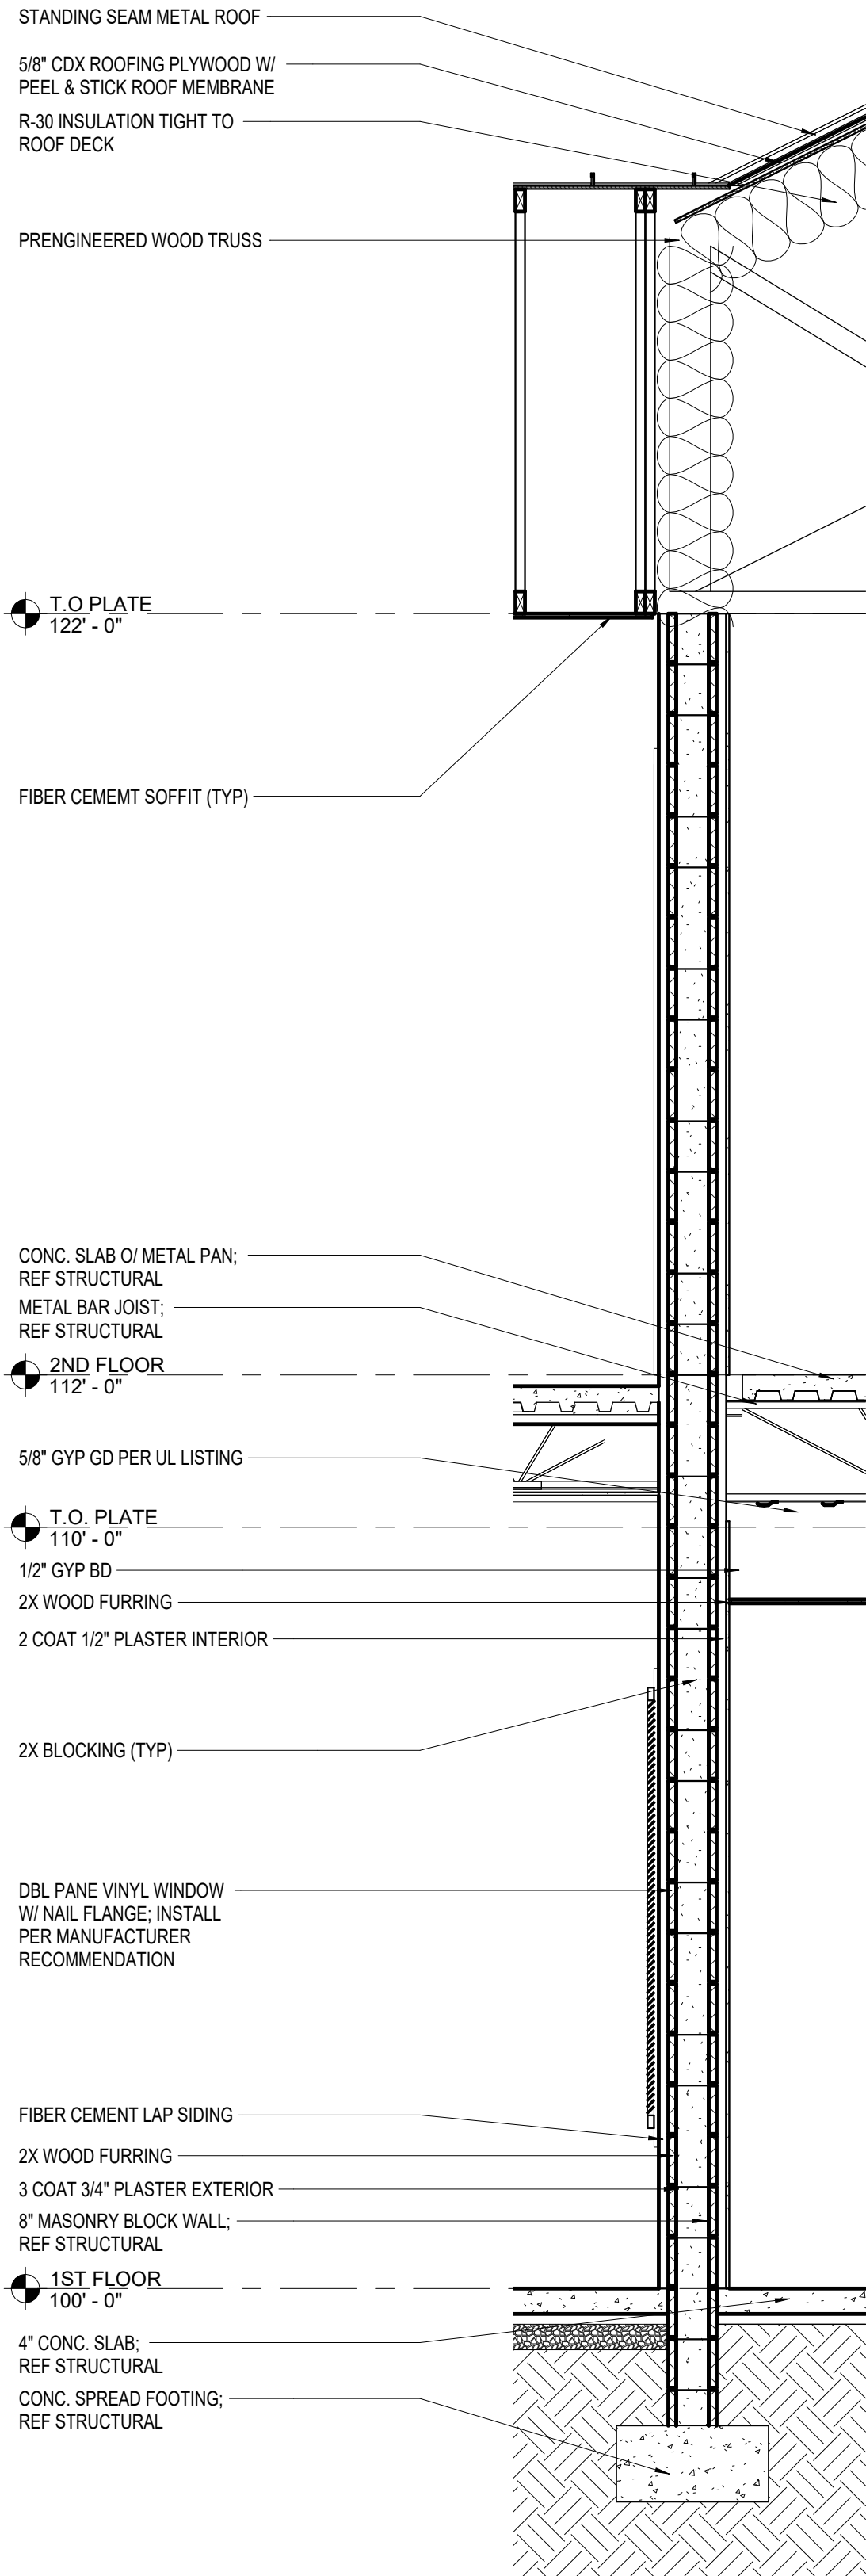 STANDING SEAM METAL ROOF
5/8" CDX ROOFING PLYWOOD W/
PEEL & STICK ROOF MEMBRANE
R-30 INSULATION TIGHT TO
ROOF DECK
PRENGINEERED WOOD TRUSS
T.O PLATE
122' - 0"
FIBER CEMEMT SOFFIT (TYP)
CONC. SLAB O/ METAL PAN;
REF STRUCTURAL
METAL BAR JOIST;
REF STRUCTURAL
2ND FLOOR
112' - 0"
5/8" GYP GD PER UL LISTING
T.O. PLATE
110' - 0"
1/2" GYP BD
2X WOOD FURRING
2 COAT 1/2" PLASTER INTERIOR
2X BLOCKING (TYP)
DBL PANE VINYL WINDOW
W/ NAIL FLANGE; INSTALL
PER MANUFACTURER
RECOMMENDATION
FIBER CEMENT LAP SIDING
2X WOOD FURRING
3 COAT 3/4" PLASTER EXTERIOR
8" MASONRY BLOCK WALL;
REF STRUCTURAL
1ST FLOOR
100' - 0"
4" CONC. SLAB;
REF STRUCTURAL
CONC. SPREAD FOOTING;
REF STRUCTURAL